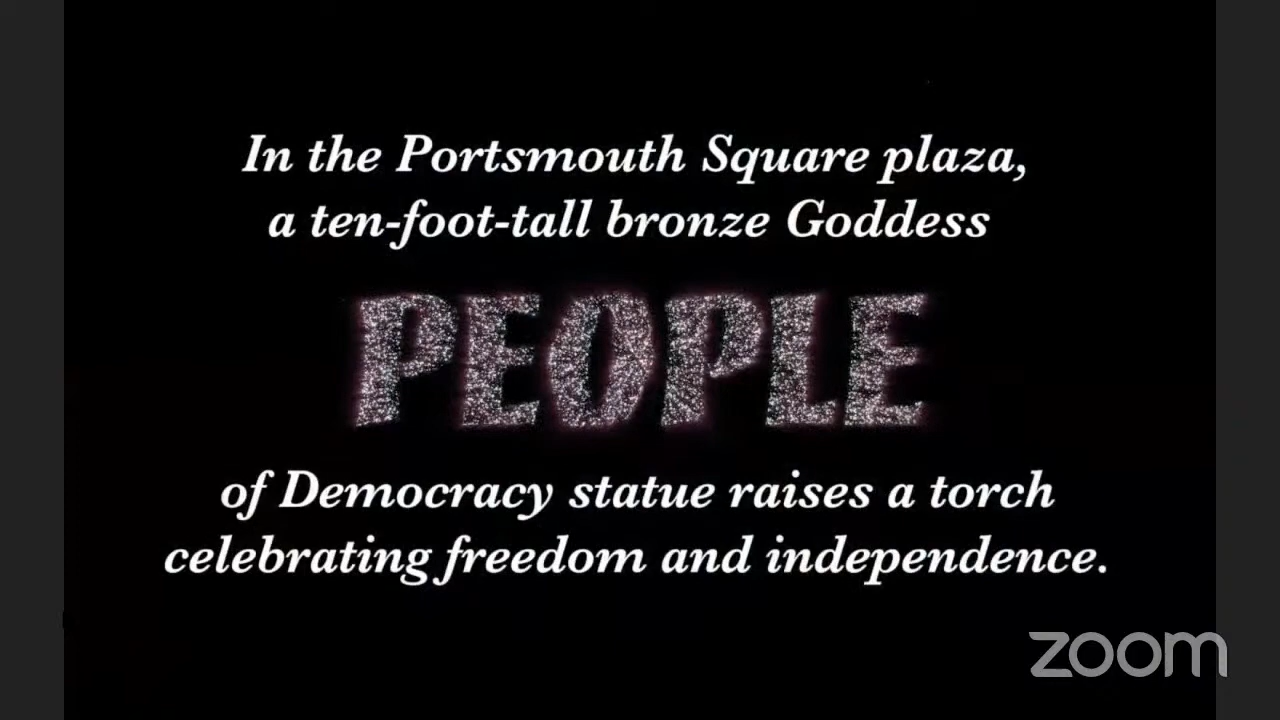 In the Portsmouth Square plaza,
a ten-foot-tall bronze Goddess
PEOPLE
of Democracy statue raises a torch
celebrating freedom and independence.
zoom